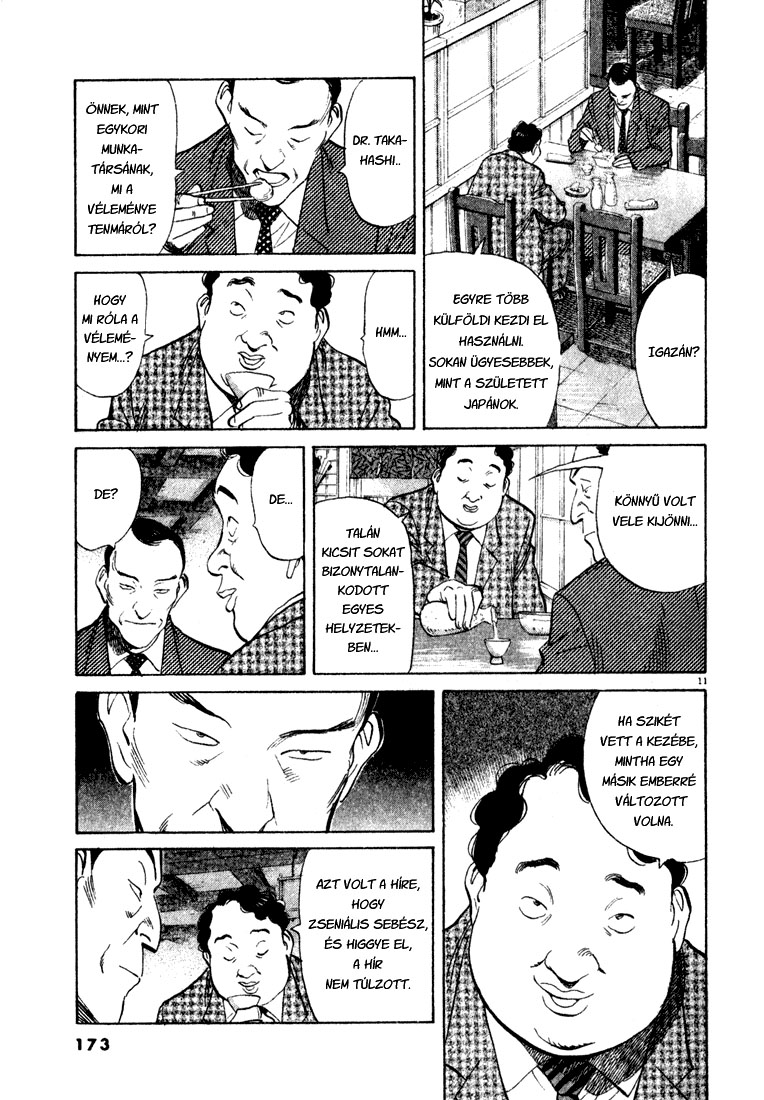 IGAZÁN?
EGYRE TÖBB
KÜLFÖLDI KEZDI EL
HASZNÁLNI.
SOKAN ÜGYESEBBEK,
MINT A SZÜLETETT
JAPÁNOK.
DR. TAKA-
HASHI..
ÖNNEK, MINT
EGYKORI
MUNKA-
TÁRSÁNAK,
MI A
VÉLEMÉNYE
TENMÁRÓL?
HMM...
HOGY
MI RÓLA A
VÉLEMÉ-
NYEM...?
KÖNNYŰ VOLT
VELE KIJÖNNI...
TALÁN
KICSIT SOKAT
BIZONYTALAN-
KODOTT
EGYES
HELYZETEK-
BEN...
DE...
DE?
11
HA SZIKÉT
VETT A KEZÉBE,
MINTHA EGY
MÁSIK EMBERRÉ
VÁLTOZOTT
VOLNA.
AZT VOLT A HÍRE,
HOGY
ZSENIÁLIS SEBÉSZ,
ÉS HIGGYE EL,
A HÍR
NEM TÚLZOTT.
173